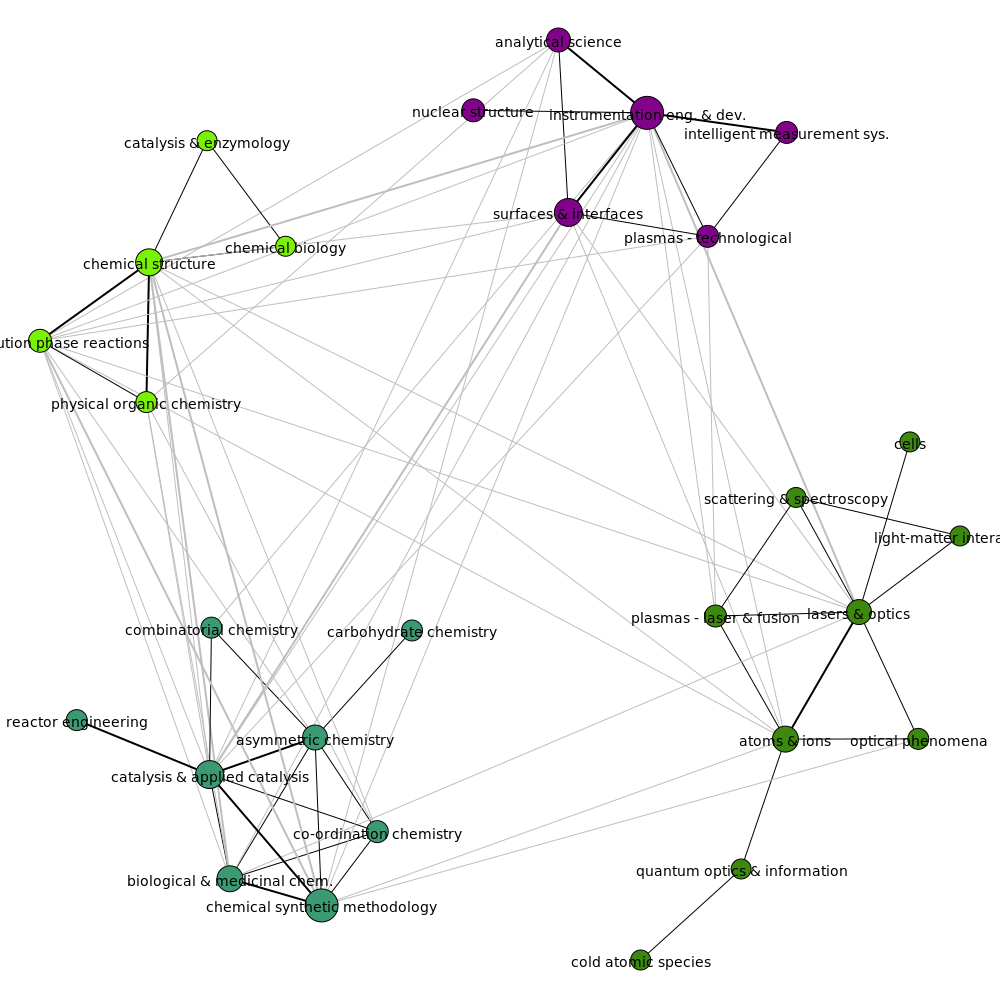 analytical science
nuclear structure
instrumentation eng. & dev.
intelligent measurement sys.
catalysis & enzymology
surfaces & interfaces
plasmas - technological
chemical biology
chemical structure
ution phase reactions
physical organic chemistry
cells
scattering & spectroscopy
light-matter intera
plasmas - laser & fusion
lasers & optics
combinatorial chemistry
carbohydrate chemistry
reactor engineering
asymmetric chemistry
atoms & ions
optical phenomena
catalysis & applied catalysis
co-ordination chemistry
quantum optics & information
biological & medicinal chem.
chemical synthetic methodology
cold atomic species